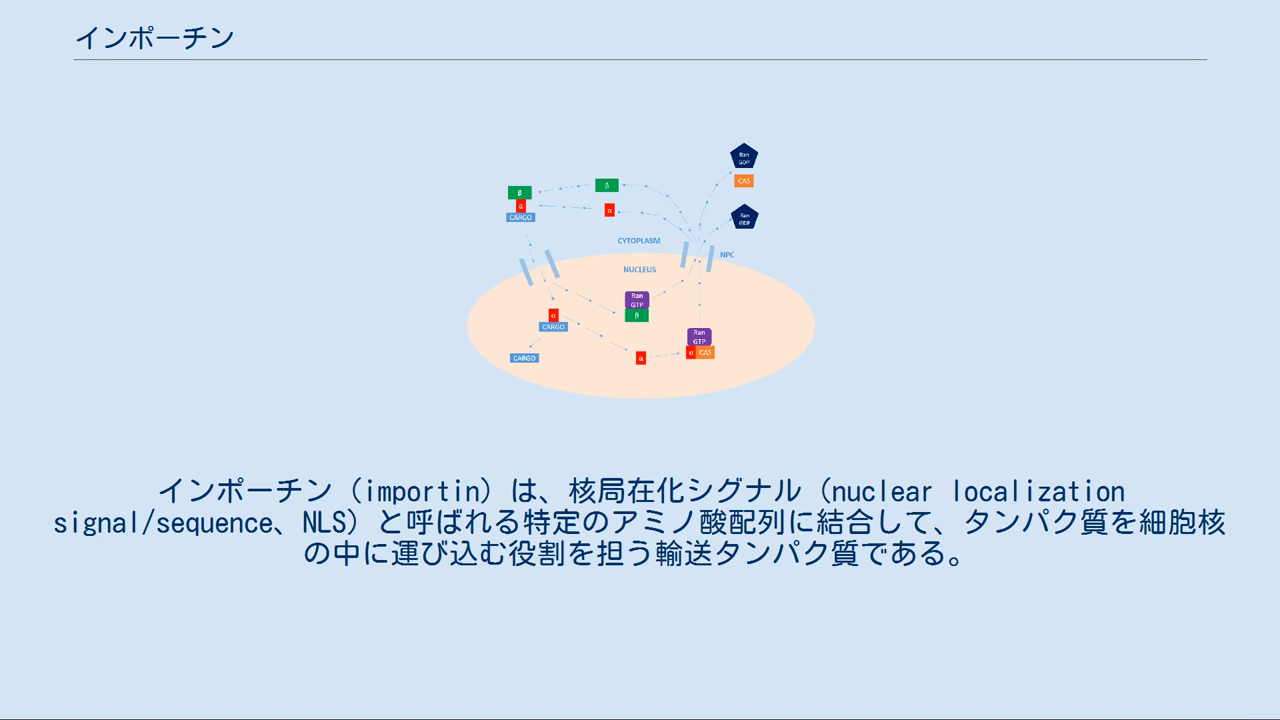 インポーチン
Ran
GDP
CAS
β
β
α
α
CARGO
Ran
GDP
CYTOPLASM
NPC
NUCLEUS
Ran
GTP
β
α
CARGO
Ran
GTP
α CAS
CARGO
α
インポーチン（importin）は、核局在化シグナル（nuclear localization
signal/sequence、NLS）と呼ばれる特定のアミノ酸配列に結合して、タンパク質を細胞核
の中に運び込む役割を担う輸送タンパク質である。